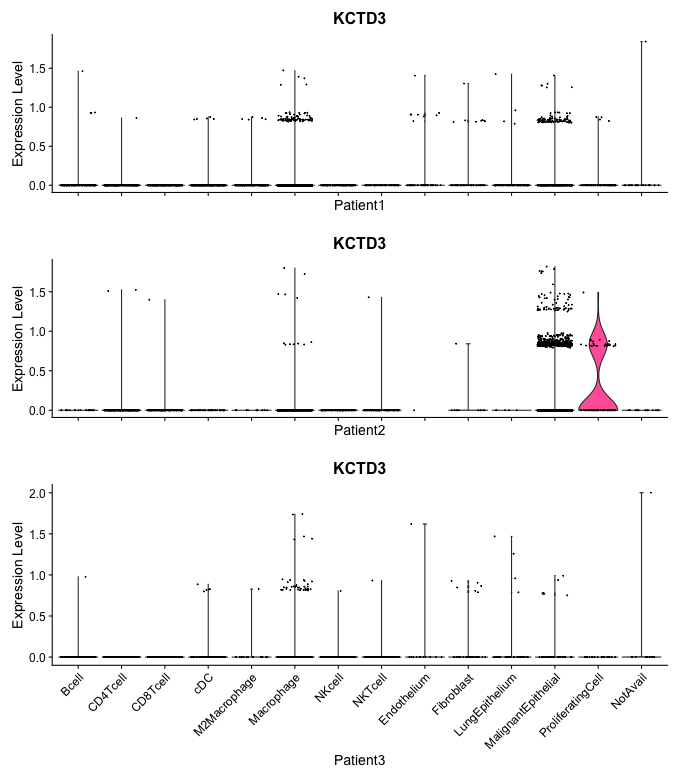 KCTD3
Expression Level
1.5
1.0
0.5
0.0
Patient1
KCTD3
Expression Level
1.5
1.0
0.5
0.0
Patient2
KCTD3
Expression Level
2.0
1.5
1.0
0.5
0.0
Bcell
CD4Tcell
CD8Tcell
cDC
M2Macrophage
Macrophage
NKcell
NKTcell
Endothelium
Fibroblast
LungEpithelium
MalignantEpithelial
ProliferatingCell
NotAvail
Patient3